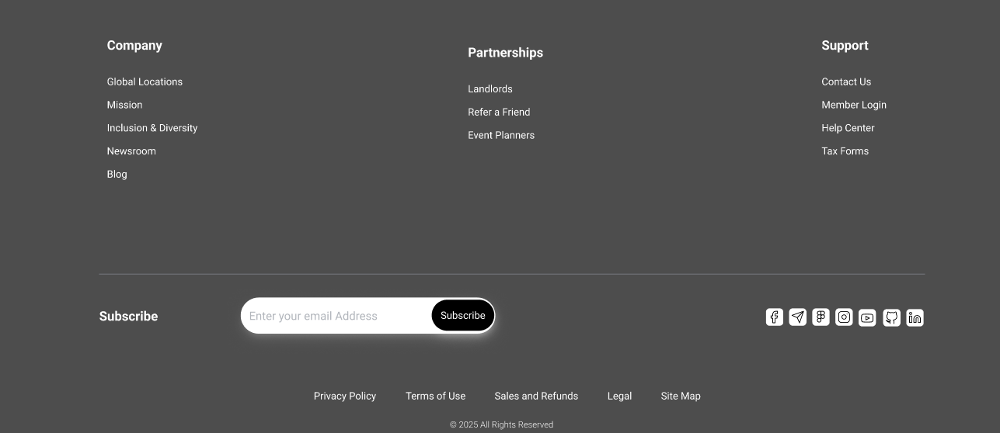 Company
Global Locations
Mission
Inclusion & Diversity
Newsroom
Blog
Partnerships
Landlords
Refer a Friend
Event Planners
Support
Contact Us
Member Login
Help Center
Tax Forms
Subscribe
Enter your email Address
Subscribe
Privacy Policy
Terms of Use
Sales and Refunds
Legal
Site Map
© 2025 All Rights Reserved